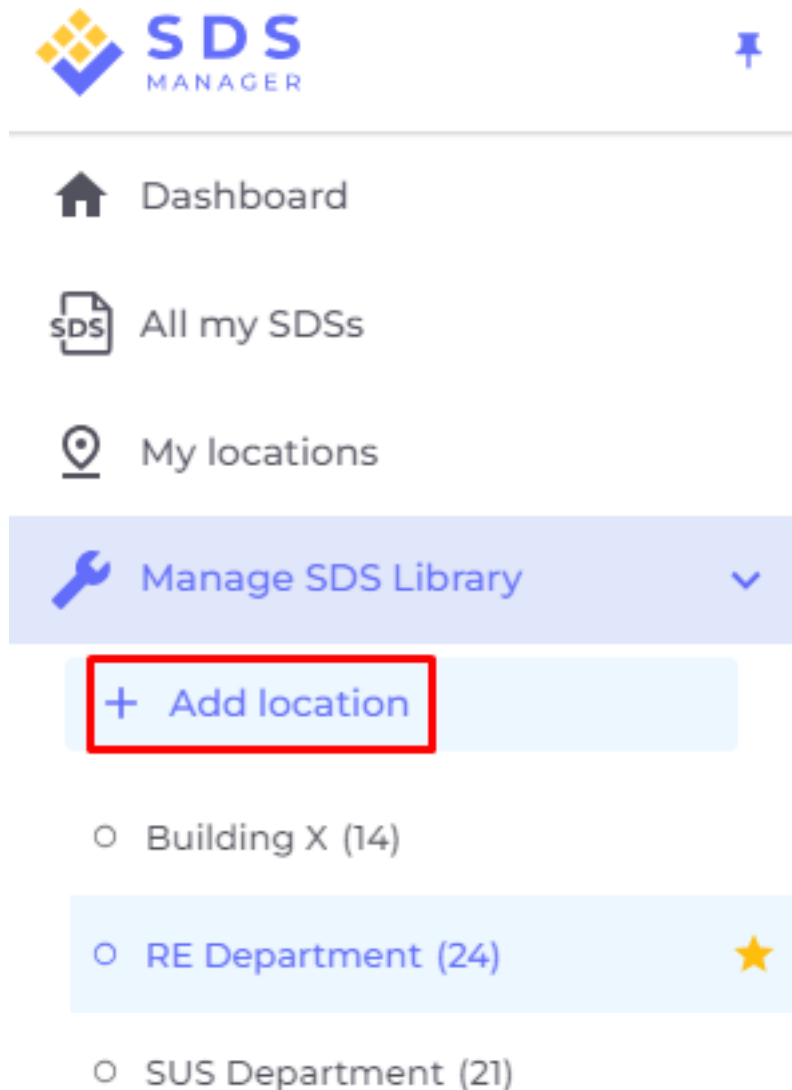 SDS
MANAGER
Dashboard
SDS
All my SDSs
My locations
Manage SDS Library
+ Add location
Building X (14)
RE Department (24)
SUS Department (21)